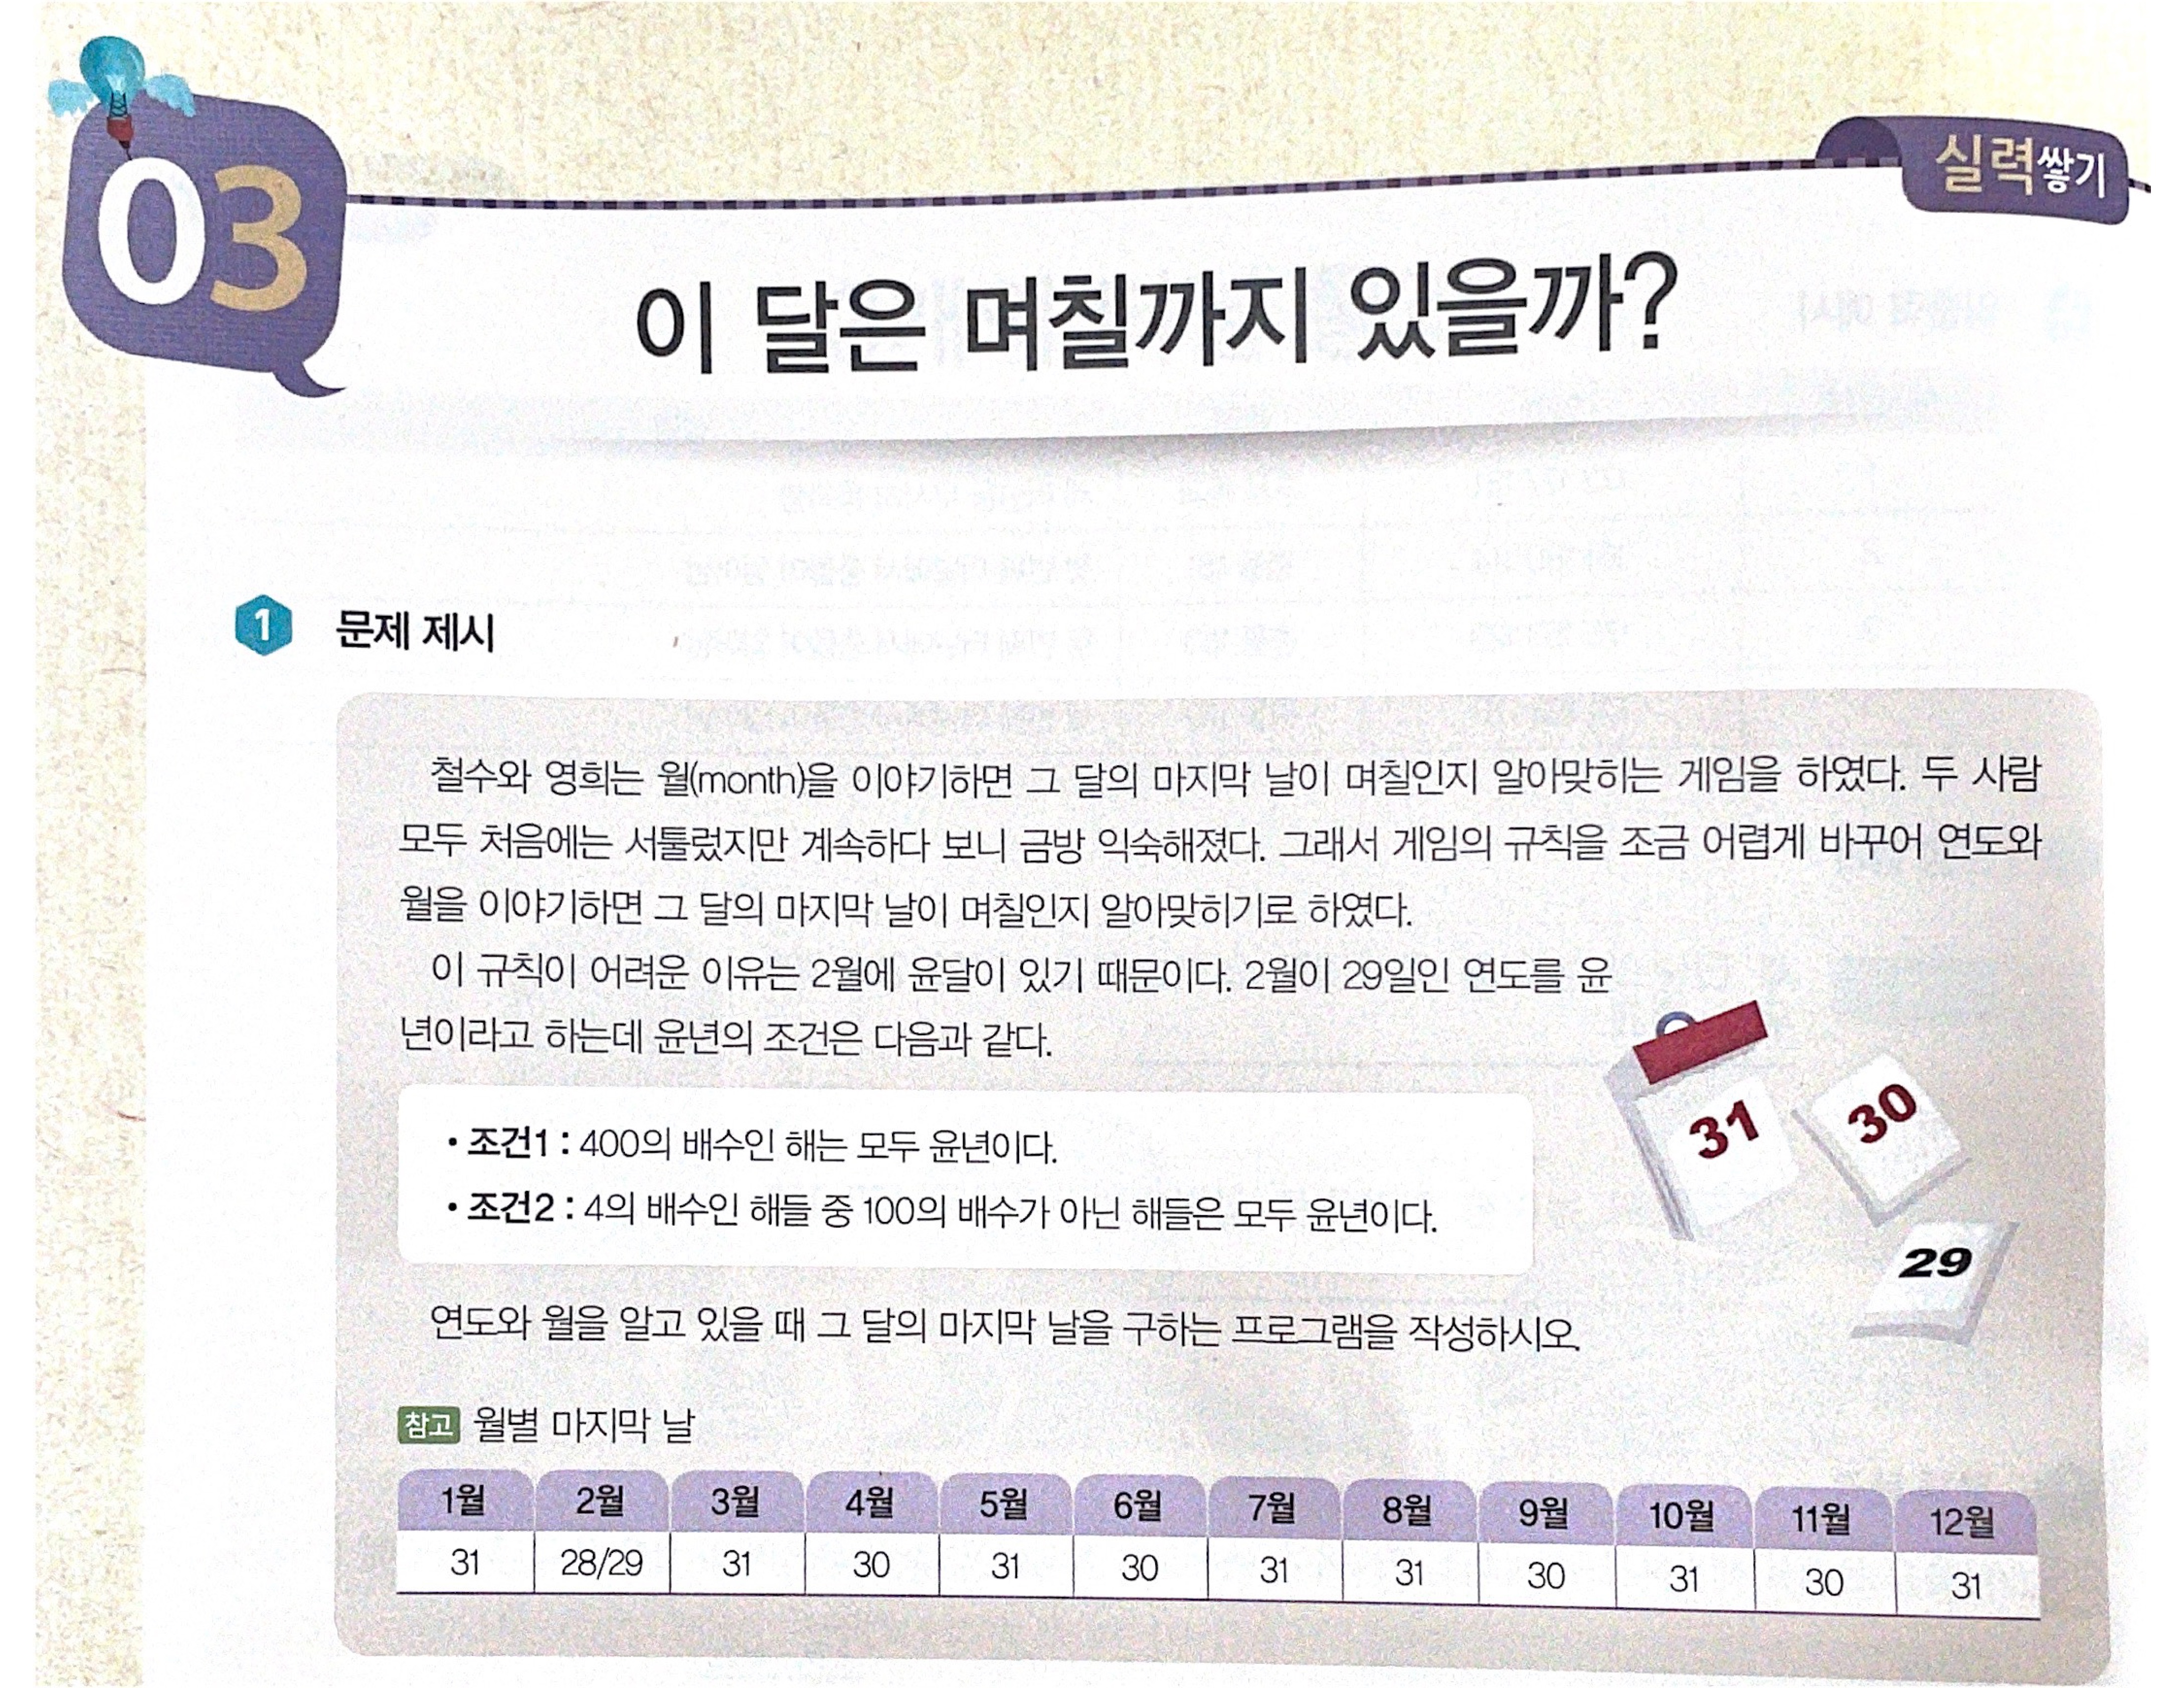 03
실력쌓기
이 달은 며칠까지 있을까?
1 문제 제시
철수와 영희는 월(month)을 이야기하면 그 달의 마지막 날이 며칠인지 알아맞히는 게임을 하였다. 두 사람
모두 처음에는 서툴렀지만 계속하다 보니 금방 익숙해졌다. 그래서 게임의 규칙을 조금 어렵게 바꾸어 연도와
월을 이야기하면 그 달의 마지막 날이 며칠인지 알아맞히기로 하였다.
이 규칙이 어려운 이유는 2월에 윤달이 있기 때문이다. 2월이 29일인 연도를 윤
년이라고 하는데 윤년의 조건은 다음과 같다.
• 조건1 : 400의 배수인 해는 모두 윤년이다.
• 조건2 : 4의 배수인 해들 중 100의 배수가 아닌 해들은 모두 윤년이다.
31
30
29
연도와 월을 알고 있을 때 그 달의 마지막 날을 구하는 프로그램을 작성하시오.
참고 월별 마지막 날
1월 2월 3월 4월 5월 6월 7월 8월 9월 10월 11월 12월
31 28/29 31 30 31 30 31 31 30 31 30 31